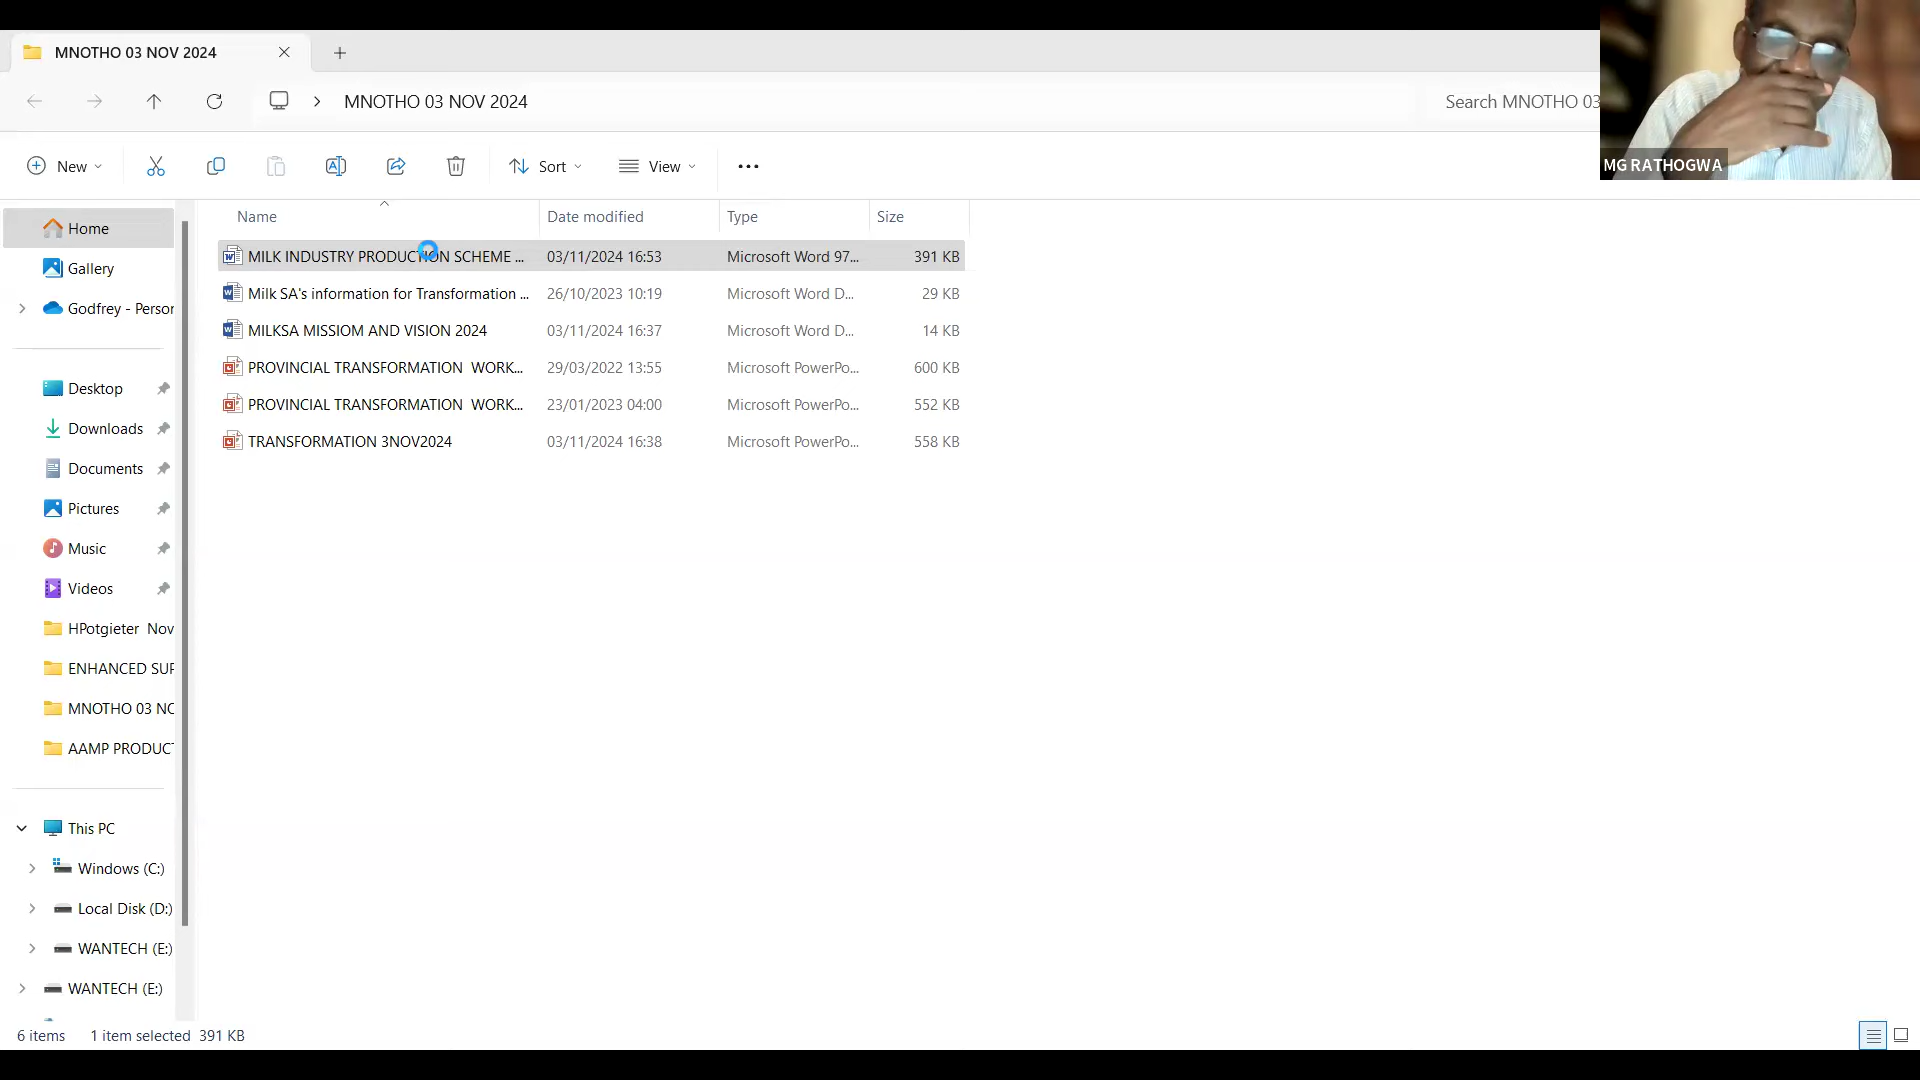 MNOTHO 03 NOV 2024
MNOTHO 03 NOV 2024
Search MNOTHO 03
MG RATHOGWA
New
Sort
View
Name Date modified Type Size
MILK INDUSTRY PRODUCTION SCHEME ... 03/11/2024 16:53 Microsoft Word 97... 391 KB
Milk SA's information for Transformation ... 26/10/2023 10:19 Microsoft Word D... 29 KB
MILKSA MISSIOM AND VISION 2024 03/11/2024 16:37 Microsoft Word D... 14 KB
PROVINCIAL TRANSFORMATION WORK... 29/03/2022 13:55 Microsoft PowerPo... 600 KB
PROVINCIAL TRANSFORMATION WORK... 23/01/2023 04:00 Microsoft PowerPo... 552 KB
TRANSFORMATION 3NOV2024 03/11/2024 16:38 Microsoft PowerPo... 558 KB
Home
Gallery
Godfrey - Persor
Desktop
Downloads
Documents
Pictures
Music
Videos
HPotgieter Nov
ENHANCED SUP
MNOTHO 03 NO
AAMP PRODUCT
This PC
Windows (C:)
Local Disk (D:)
WANTECH (E:)
WANTECH (E:)
6 items 1 item selected 391 KB